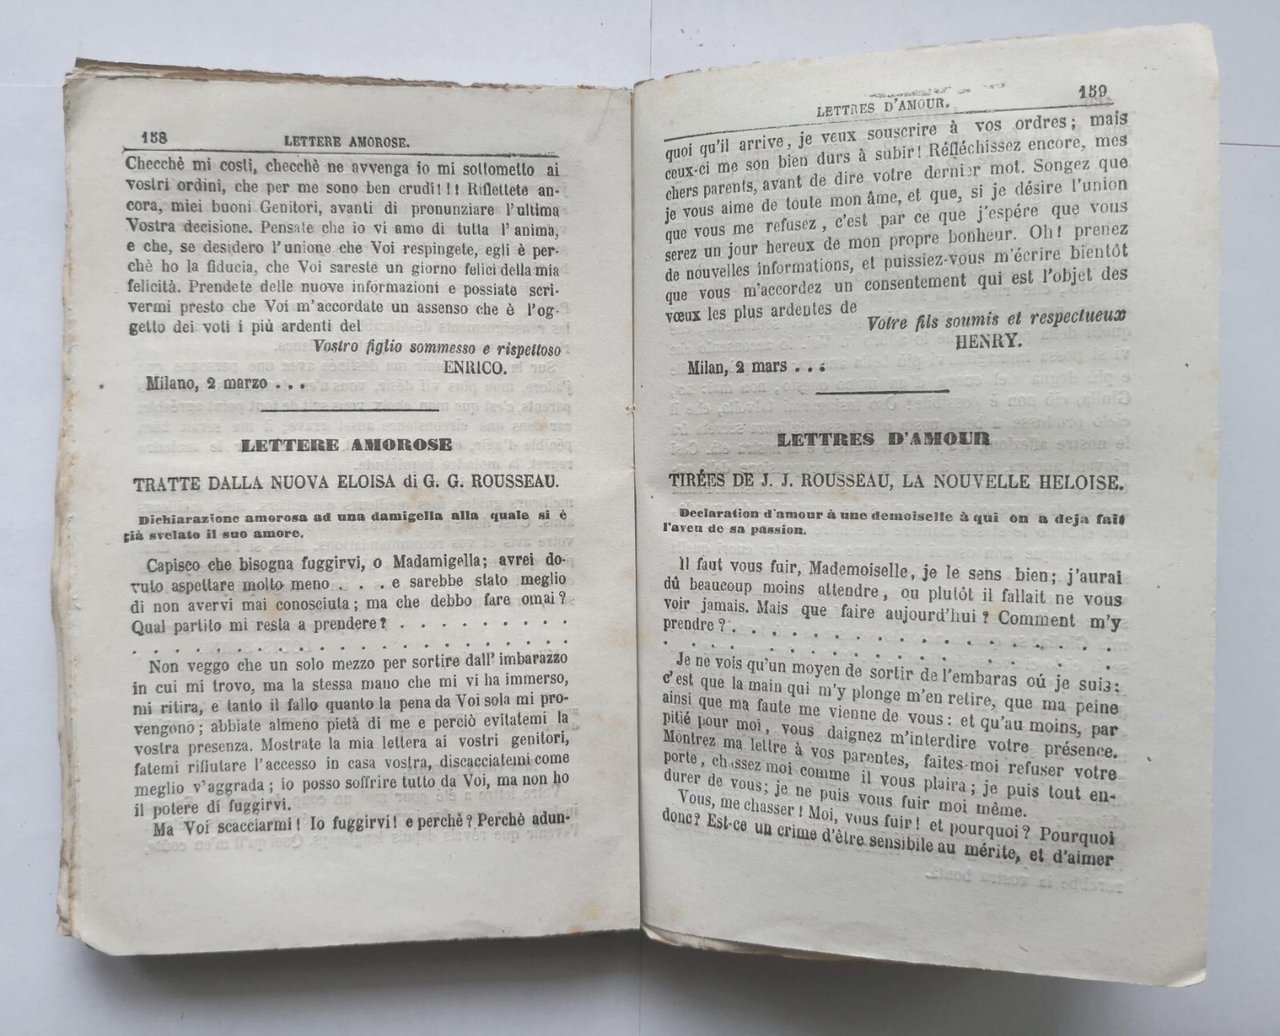 158 LETTERE AMOROSE.
Checchè mi costi, checchè ne avvenga io mi sottometto ai
vostri ordini, che per me sono ben crudi!!! Riflettete an-
cora, miei buoni Genitori, avanti di pronunziare l'ultima
Vostra decisione. Pensate che io vi amo di tutta l'anima,
e che, se desidero l'unione che Voi respingete, egli è per-
chè ho la fiducia, che Voi sareste un giorno felici della mia
felicità. Prendete delle nuove informazioni e possiate scri-
vermi presto che Voi m'accordate un assenso che è l'og-
getto dei voti i più ardenti del
Vostro figlio sommesso e rispettoso
ENRICO.
Milano, 2 marzo . . .
LETTERE AMOROSE
TRATTE DALLA NUOVA ELOISA di G. G. ROUSSEAU.
Dichiarazione amorosa ad una damigella alla quale si è
già svelato il suo amore.
Capisco che bisogna fuggirvi, o Madamigella; avrei do-
vuto aspettare molto meno . . . e sarebbe stato meglio
di non avervi mai conosciuta; ma che debbo fare omai?
Qual partito mi resta a prendere? . . . . . . . . .
. . . . . . . . . . . . . . . . . . . . .
Non veggo che un solo mezzo per sortire dall'imbarazzo
in cui mi trovo, ma la stessa mano che mi vi ha immerso,
mi ritira, e tanto il fallo quanto la pena da Voi sola mi pro-
vengono; abbiate almeno pietà di me e perciò evitatemi la
vostra presenza. Mostrate la mia lettera ai vostri genitori,
fatemi rifiutare l'accesso in casa vostra, discacciatemi come
meglio v'aggrada; io posso soffrire tutto da Voi, ma non ho
il potere di fuggirvi.
Ma Voi scacciarmi! Io fuggirvi! e perchè? Perchè adun-
LETTRES D'AMOUR. 159
quoi qu'il arrive, je veux souscrire à vos ordres; mais
ceux-ci me son bien durs à subir! Réfléchissez encore, mes
chers parents, avant de dire votre dernier mot. Songez que
je vous aime de toute mon âme, et que, si je désire l'union
que vous me refusez, c'est par ce que j'espére que vous
serez un jour hereux de mon propre bonheur. Oh! prenez
de nouvelles informations, et puissiez-vous m'écrire bientôt
que vous m'accordez un consentement qui est l'objet des
vœux les plus ardentes de
Votre fils soumis et respectueux
HENRY.
Milan, 2 mars . . .
LETTRES D'AMOUR
TIRÉES DE J. J. ROUSSEAU, LA NOUVELLE HELOISE.
Declaration d'amour à une demoiselle à qui on a deja fait
l'aveu de sa passion.
Il faut vous fuir, Mademoiselle, je le sens bien; j'aurai
dû beaucoup moins attendre, ou plutôt il fallait ne vous
voir jamais. Mais que faire aujourd'hui? Comment m'y
prendre? . . . . . . . . . . . . .
. . . . . . . . . . . . . . . . . .
Je ne vois qu'un moyen de sortir de l'embaras oú je suis:
c'est que la main qui m'y plonge m'en retire, que ma peine
ainsi que ma faute me vienne de vous: et qu'au moins, par
pitié pour moi, vous daignez m'interdire votre présence.
Montrez ma lettre à vos parentes, faites-moi refuser votre
porte, chassez moi comme il vous plaira; je puis tout en-
durer de vous; je ne puis vous fuir moi même.
Vous, me chasser! Moi, vous fuir! et pourquoi? Pourquoi
donc? Est-ce un crime d'être sensibile au mérite, et d'aimer